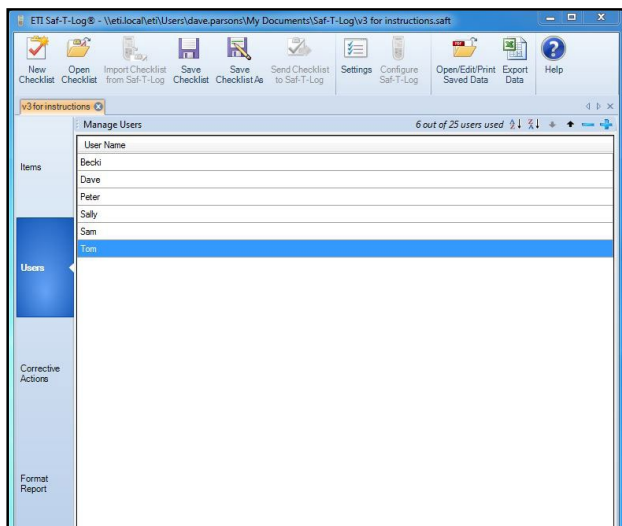 ETI Saf-T-Log® - \\eti.local\eti\Users\dave.parsons\My Documents\Saf-T-Log\v3 for instructions.saft
New Checklist
Open Checklist
Import Checklist from Saf-T-Log
Save Checklist
Save Checklist As
Send Checklist to Saf-T-Log
Settings
Configure Saf-T-Log
Open/Edit/Print Saved Data
Export Data
Help
v3 for instructions
Manage Users
6 out of 25 users used
User Name
Items
Becki
Dave
Peter
Sally
Sam
Tom
Users
Corrective
Actions
Format
Report